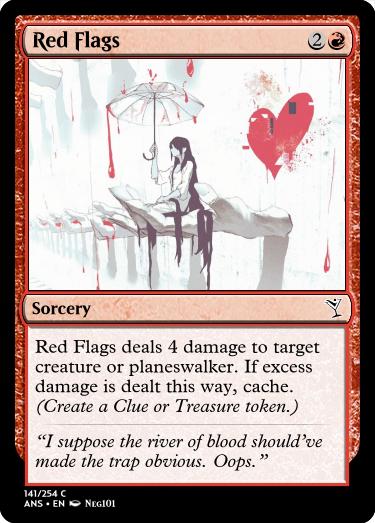 Red Flags 2
Sorcery
Red Flags deals 4 damage to target
creature or planeswalker. If excess
damage is dealt this way, cache.
(Create a Clue or Treasure token.)
“I suppose the river of blood should’ve
made the trap obvious. Oops.”
141/254 C
ANS • EN Neg101